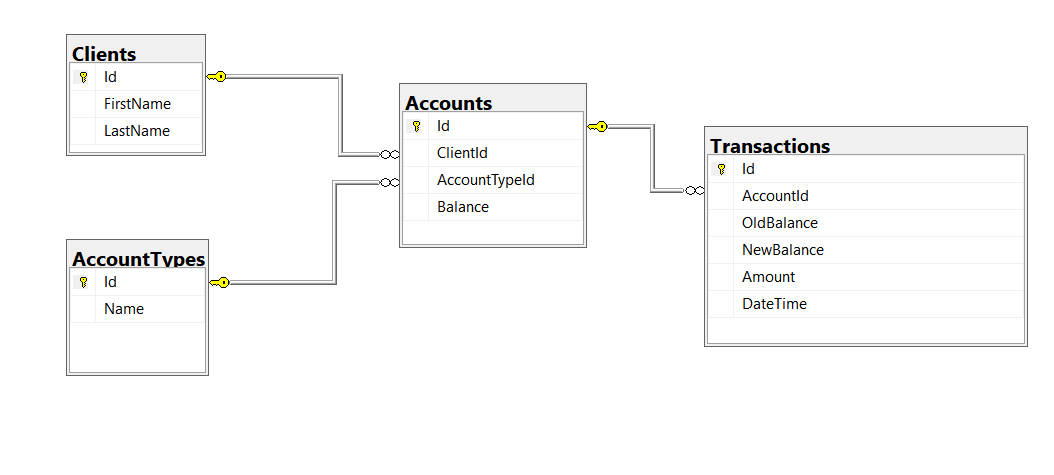 Clients
Id
FirstName
LastName
AccountTypes
Id
Name
Accounts
Id
ClientId
AccountTypeId
Balance
Transactions
Id
AccountId
OldBalance
NewBalance
Amount
DateTime